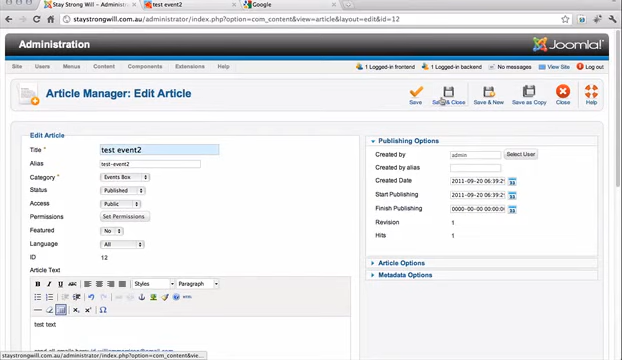 Stay Strong Will. - Administra...
test event2
Google
staystrongwill.com.au/administrator/index.php?option=com_content&view=article&layout=edit&id=12
Administration
Joomla!
Site Users Menus Content Components Extensions Help
1 Logged-in frontend 1 Logged-in backend No messages View Site Log out
Article Manager: Edit Article
Save Save & Close Save & New Save as Copy Close Help
Edit Article
Title * test event2
Alias test-event2
Category * Events Box
Status Published
Access Public
Permissions Set Permissions.
Featured No
Language All
ID 12
Article Text
B I U ABC Styles Paragraph
test text
Publishing Options
Created by admin Select User
Created by alias
Created Date 2011-09-20 06:39:2
Start Publishing 2011-09-20 06:39:2
Finish Publishing 0000-00-00 00:00:0
Revision 1
Hits 1
Article Options
Metadata Options
staystrongwill.com.au/administrator/index.php?option=com_content&vie...